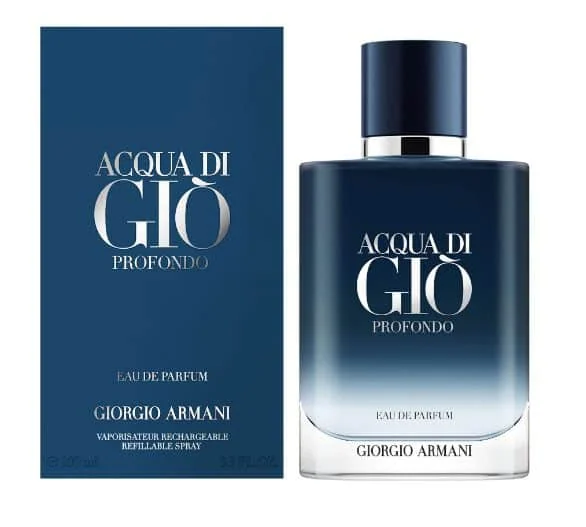 ACQUA DI
GIÒ
PROFONDO
EAU DE PARFUM
GIORGIO ARMANI
VAPORISATEUR RECHARGEABLE
REFILLABLE SPRAY
ACQUA DI
GIÒ
PROFONDO
EAU DE PARFUM
GIORGIO ARMANI